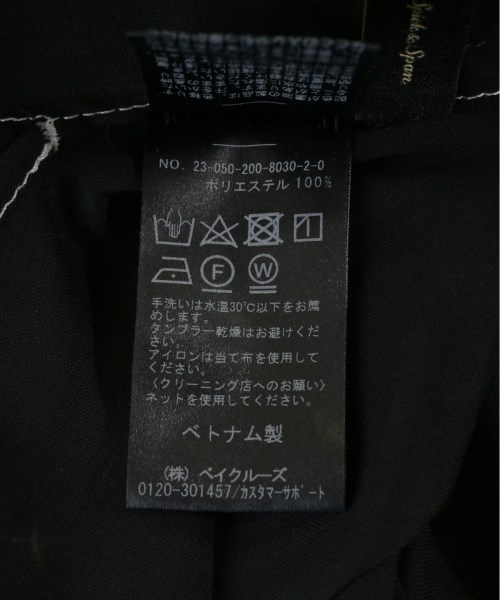 Spick & Span
NO. 23-050-200-8030-2-0
ポリエステル 100%
F
W
手洗いは水温30℃以下をお薦
めします。
タンブラー乾燥はお避けくだ
さい。
アイロンは当て布を使用して
ください。
〈クリーニング店へのお願い〉
ネットを使用してください。
ベトナム製
(株) ベイクルーズ
0120-301457/カスタマーサポート